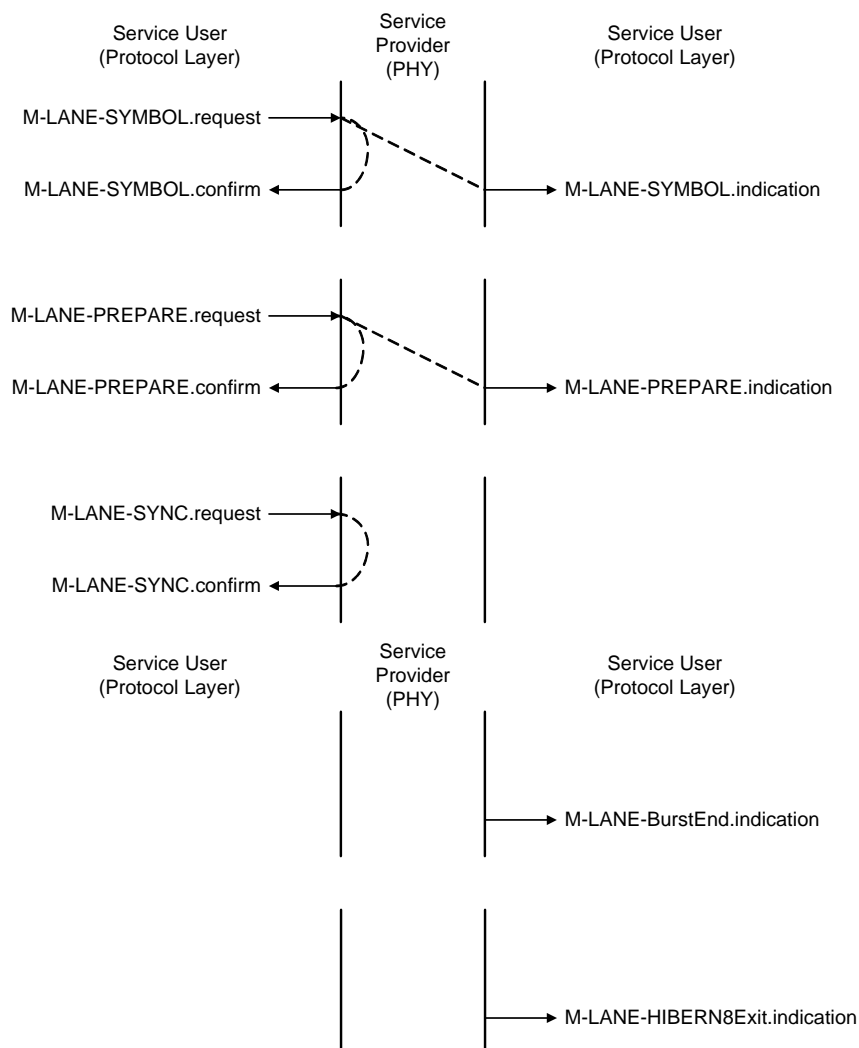 Service User
(Protocol Layer)
Service
Provider
(PHY)
Service User
(Protocol Layer)
M-LANE-SYMBOL.request
M-LANE-SYMBOL.confirm
M-LANE-SYMBOL.indication
M-LANE-PREPARE.request
M-LANE-PREPARE.confirm
M-LANE-PREPARE.indication
M-LANE-SYNC.request
M-LANE-SYNC.confirm
Service User
(Protocol Layer)
Service
Provider
(PHY)
Service User
(Protocol Layer)
M-LANE-BurstEnd.indication
M-LANE-HIBERN8Exit.indication